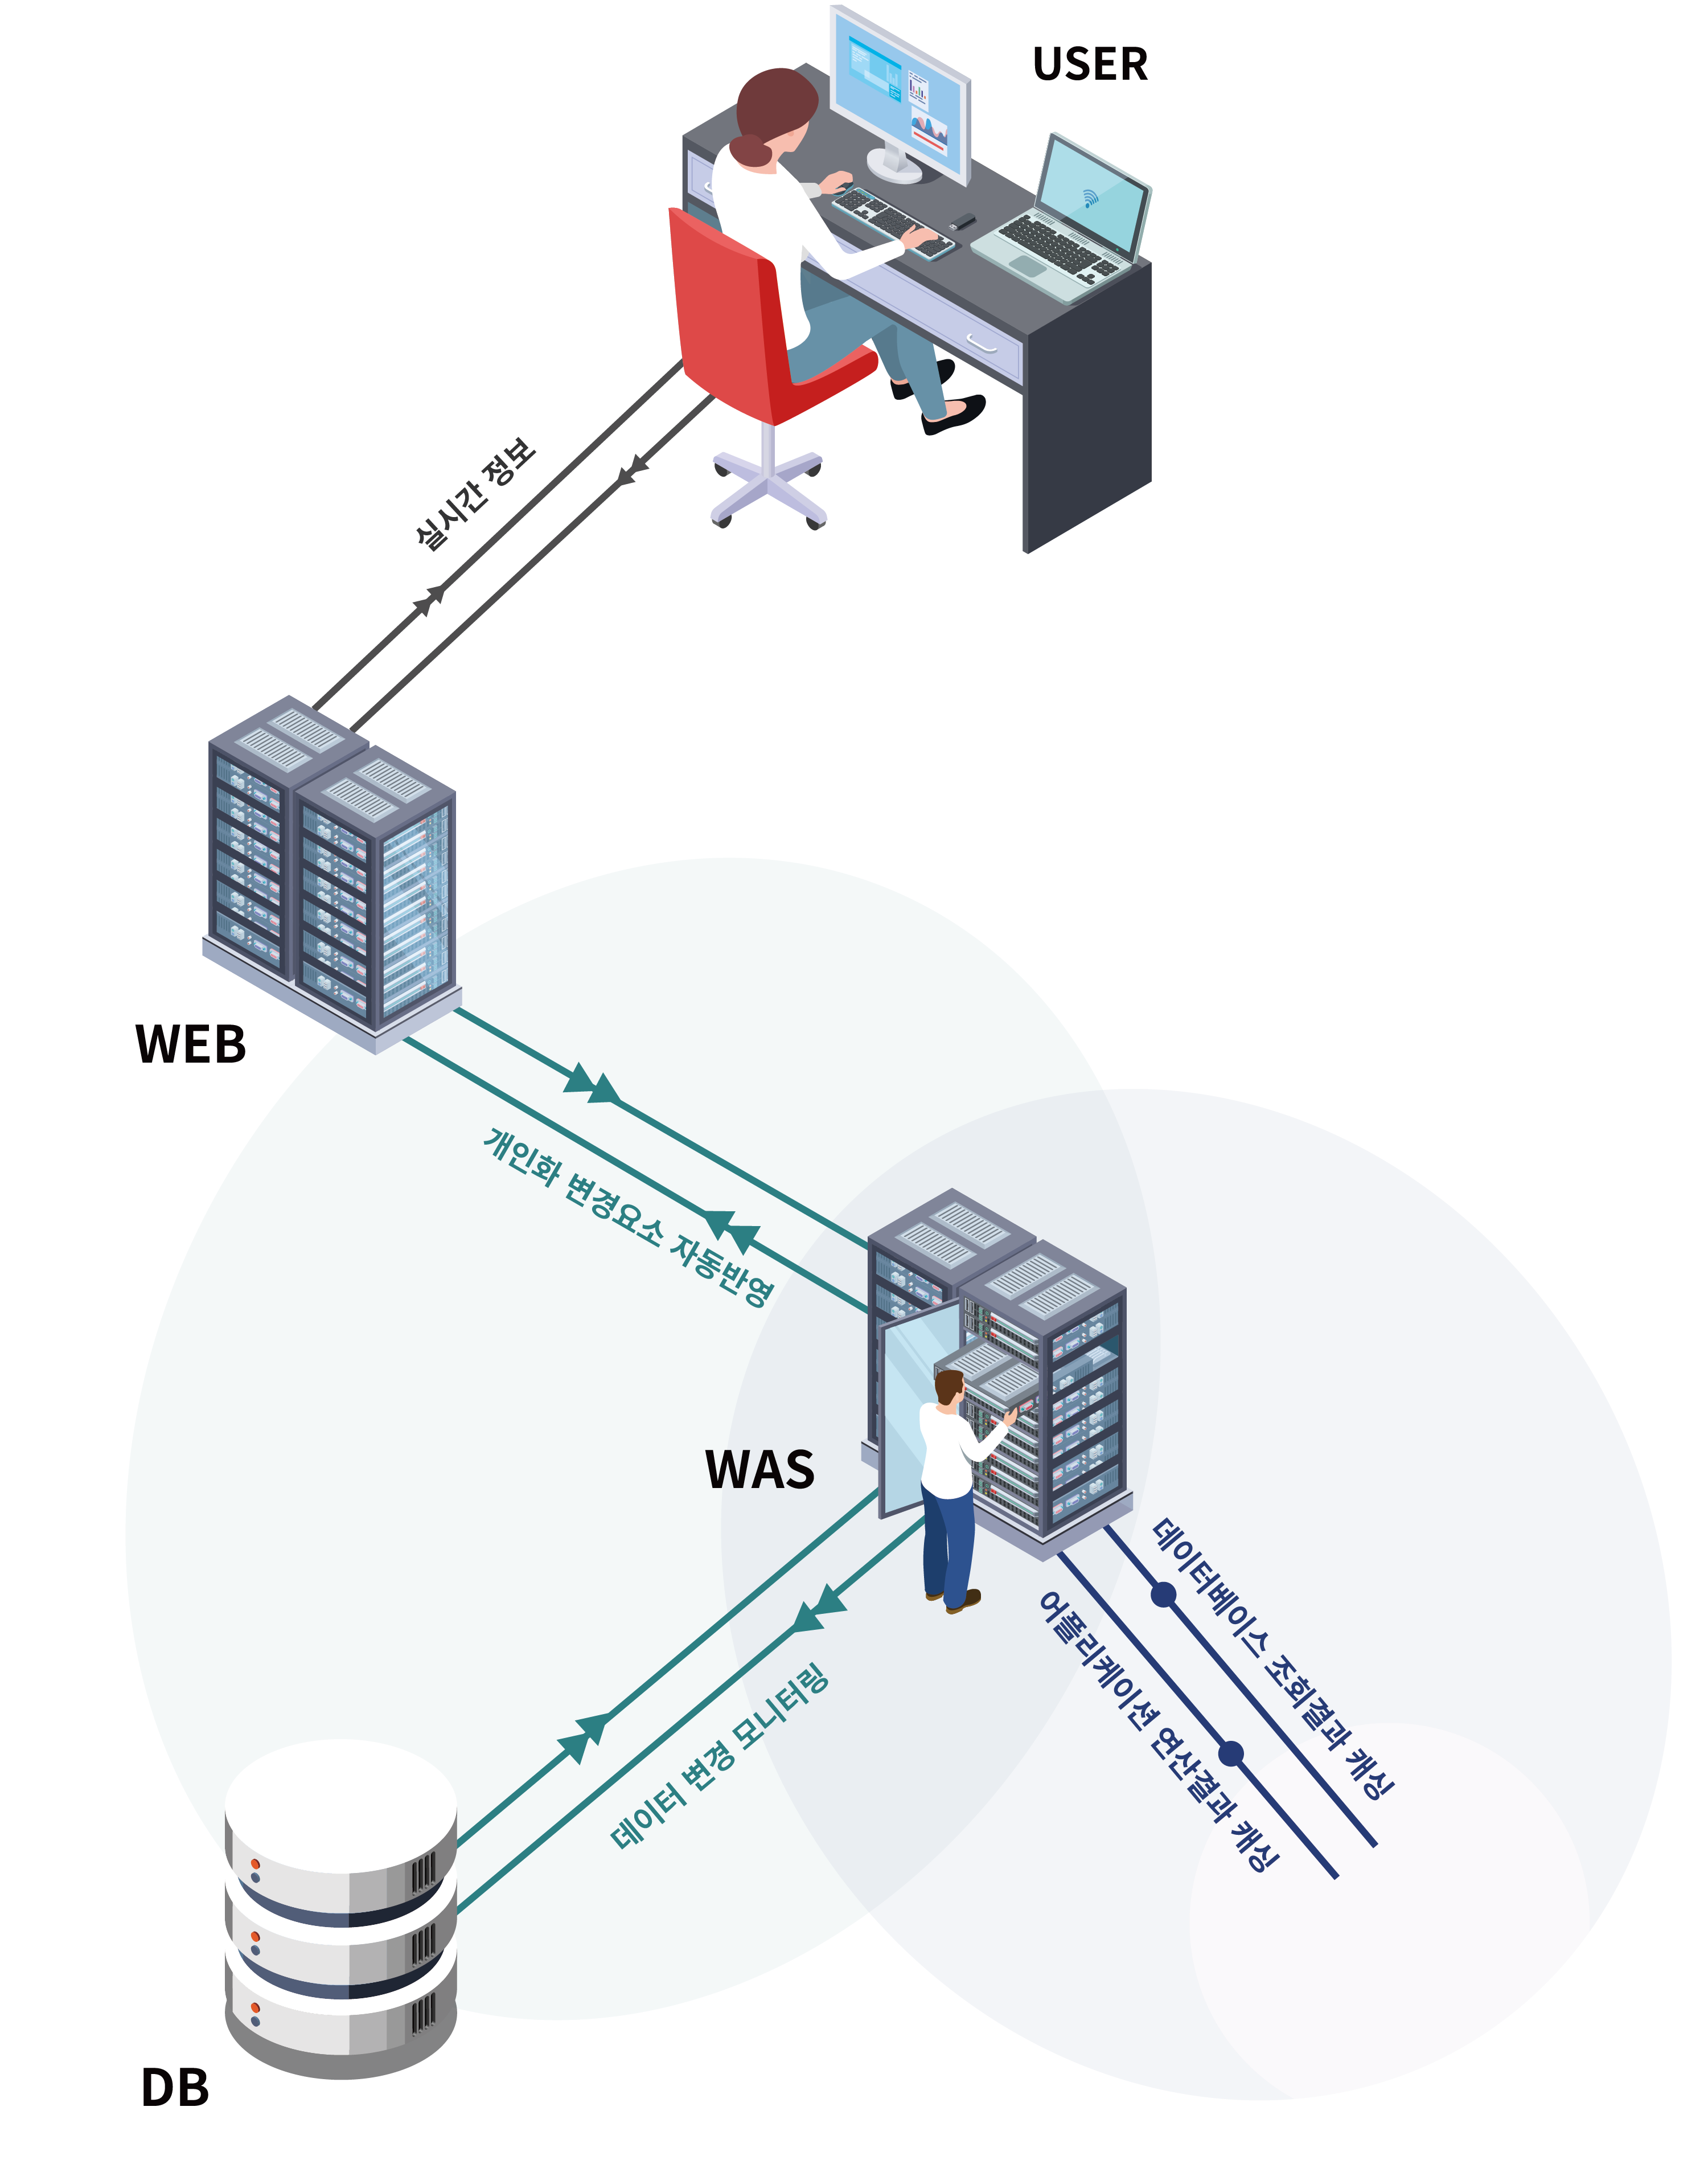 USER
실시간 정보
WEB
개인화 변경요소 자동반영
WAS
데이터베이스 조회결과 캐싱
어플리케이션 연산결과 캐싱
데이터 변경 모니터링
DB